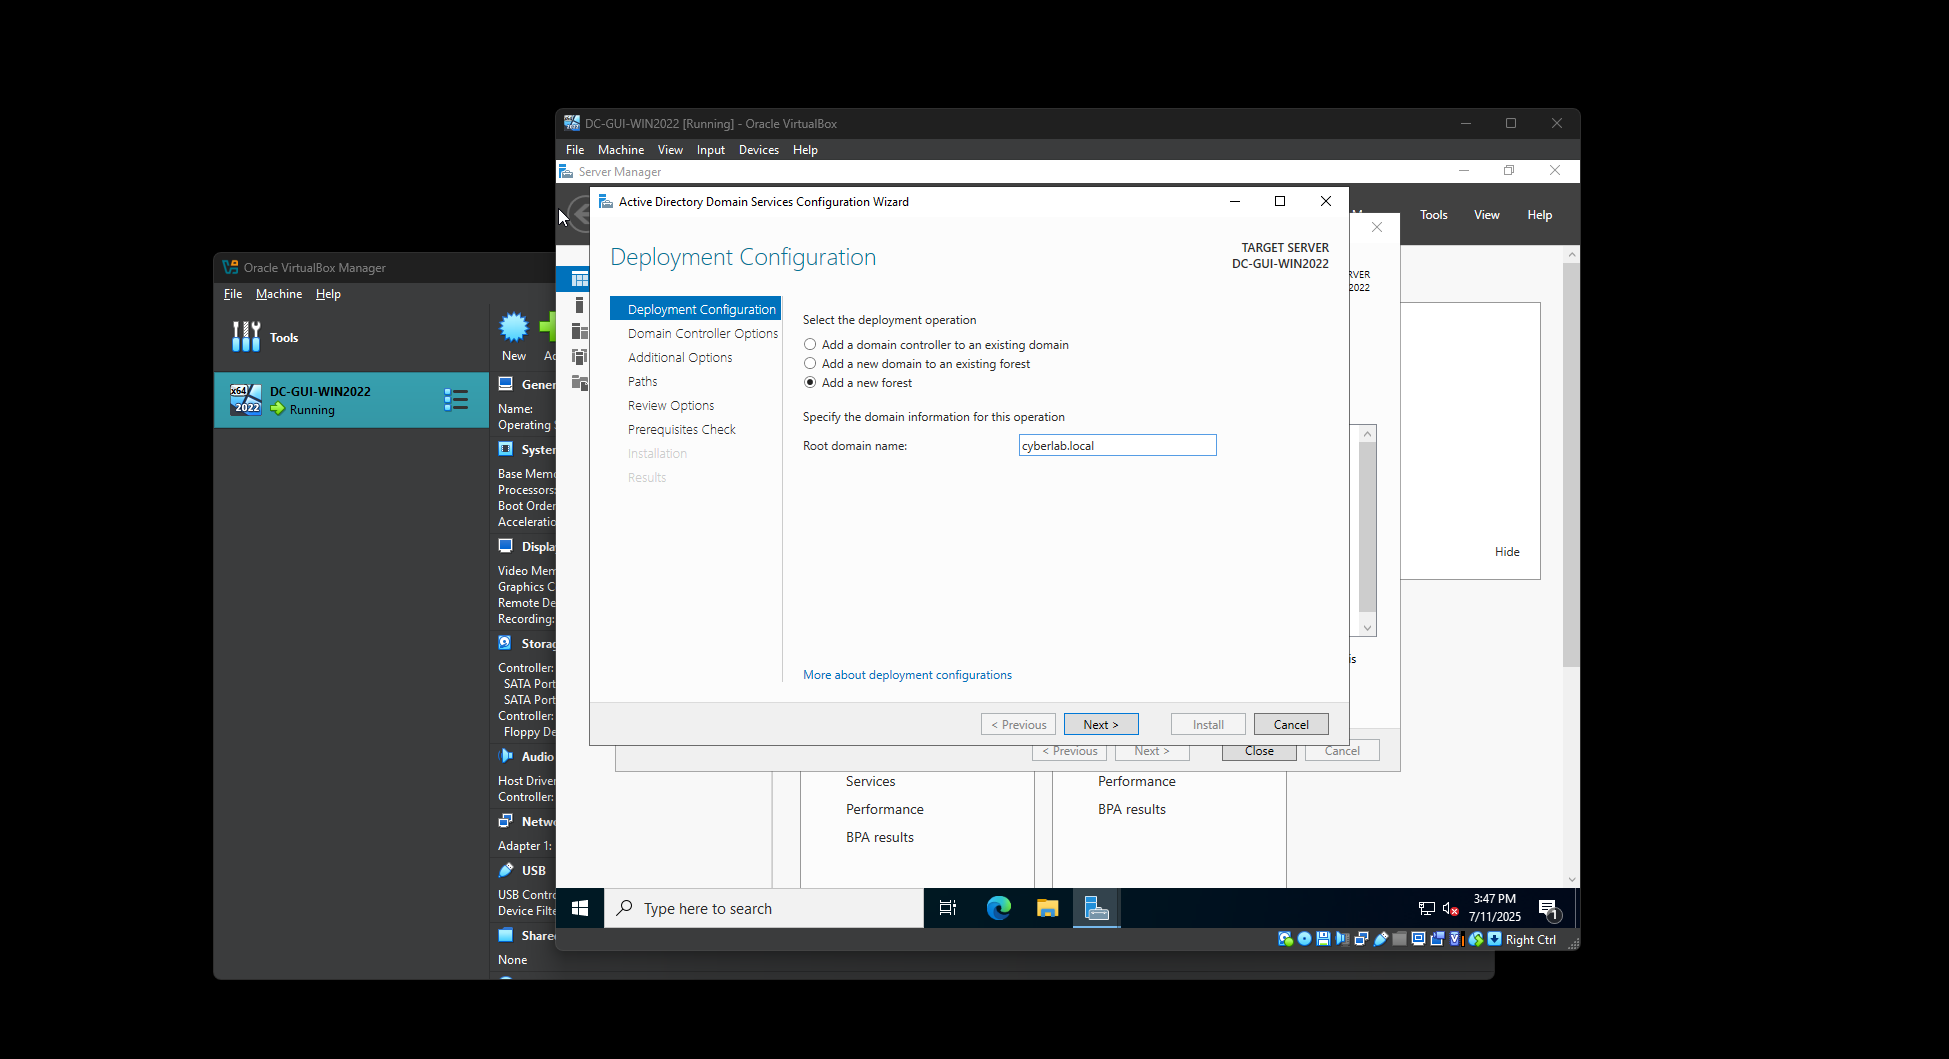 DC-GUI-WIN2022 [Running] - Oracle VirtualBox
File Machine View Input Devices Help
Server Manager
Tools View Help
Active Directory Domain Services Configuration Wizard
Deployment Configuration
TARGET SERVER
DC-GUI-WIN2022
Deployment Configuration
Domain Controller Options
Additional Options
Paths
Review Options
Prerequisites Check
Installation
Results
Select the deployment operation
Add a domain controller to an existing domain
Add a new domain to an existing forest
Add a new forest
Specify the domain information for this operation
Root domain name: cyberlab.local
More about deployment configurations
< Previous Next > Install Cancel
RVER
2022
Hide
is
< Previous Next > Close Cancel
Services
Performance
BPA results
Performance
BPA results
Type here to search
3:47 PM
7/11/2025
1
Right Ctrl
Oracle VirtualBox Manager
File Machine Help
Tools
New
x64
2022
DC-GUI-WIN2022
Running
Gener
Name:
Operating
System
Base Mem
Processors:
Boot Order
Acceleratio
Displa
Video Mem
Graphics C
Remote De
Recording:
Storag
Controller:
SATA Port
SATA Port
Controller:
Floppy De
Audio
Host Driver
Controller:
Netwo
Adapter 1:
USB
USB Contro
Device Filte
Share
None